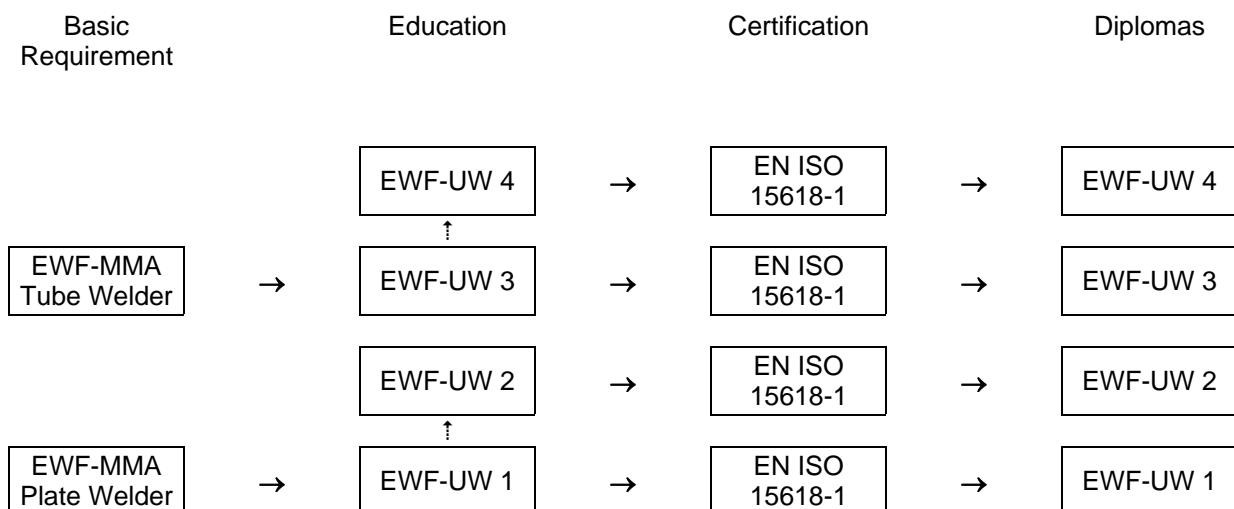 Basic
Requirement
Education
Certification
Diplomas
EWF-UW 4
→
EN ISO
15618-1
→
EWF-UW 4
EWF-MMA
Tube Welder
→
EWF-UW 3
→
EN ISO
15618-1
→
EWF-UW 3
EWF-UW 2
→
EN ISO
15618-1
→
EWF-UW 2
EWF-MMA
Plate Welder
→
EWF-UW 1
→
EN ISO
15618-1
→
EWF-UW 1